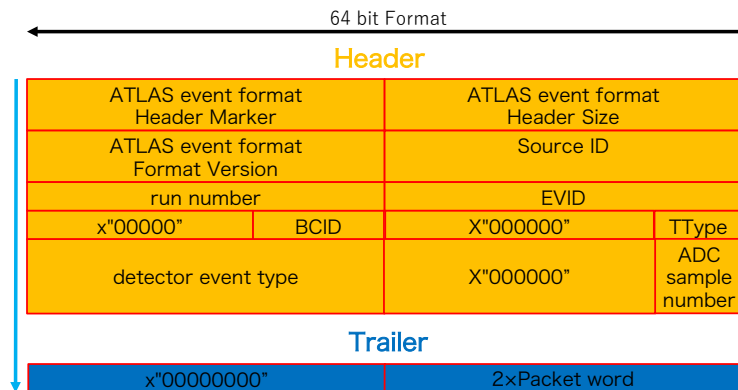 64 bit Format
Header
ATLAS event format
Header Marker
ATLAS event format
Header Size
ATLAS event format
Format Version
Source ID
run number
EVID
x"00000”
BCID
X"000000”
TType
detector event type
X"000000”
ADC
sample
number
Trailer
x"00000000”
2×Packet word